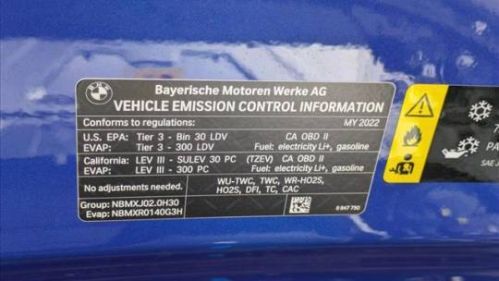 BMW
Bayerische Motoren Werke AG
VEHICLE EMISSION CONTROL INFORMATION
Conforms to regulations: MY 2022
U.S. EPA: Tier 3 - Bin 30 LDV CA OBD II
EVAP: Tier 3 - 300 LDV Fuel: electricity Li+, gasoline
California: LEV III - SULEV 30 PC (TZEV) CA OBD II
EVAP: LEV III - 300 PC Fuel: electricity Li+, gasoline
No adjustments needed.
WU-TWC, TWC, WR-HO2S,
HO2S, DFI, TC, CAC
Group: NBMXJ02.0H30
Evap: NBMXR0140G3H
PA
SAE